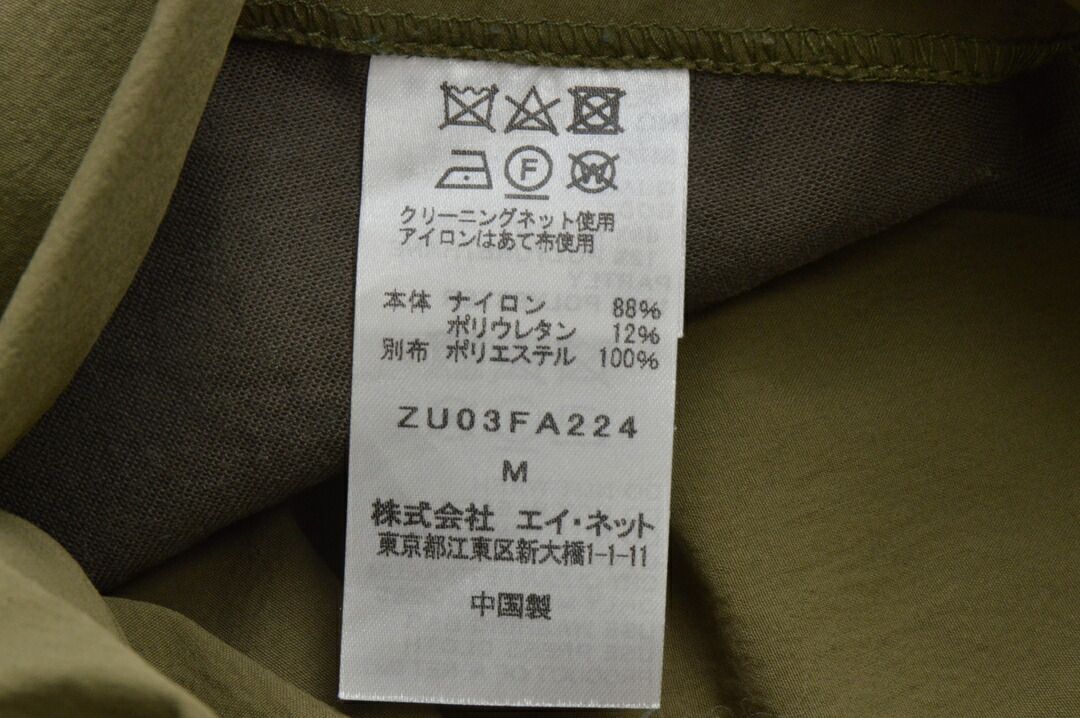 F
W
クリーニングネット使用
アイロンはあて布使用
本体 ナイロン 88%
ポリウレタン 12%
別布 ポリエステル 100%
ZU03FA224
M
株式会社 エイ・ネット
東京都江東区新大橋1-1-11
中国製